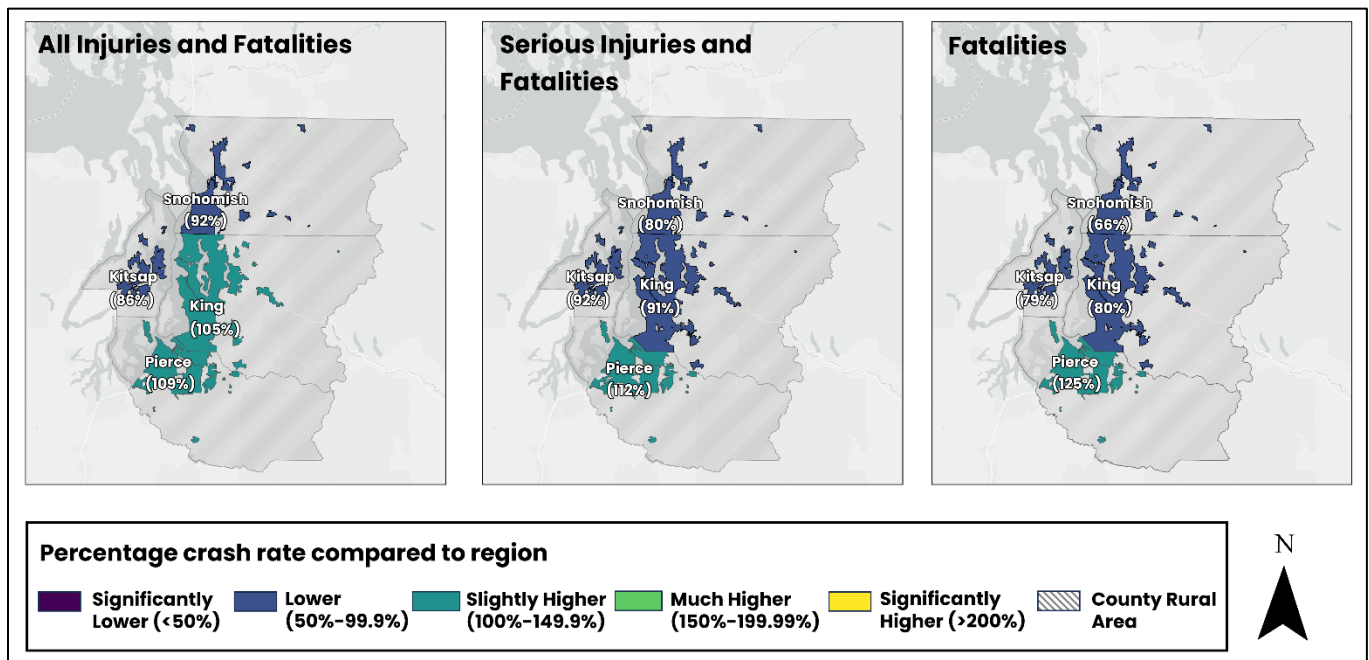 All Injuries and Fatalities
Snohomish
(92%)
Kitsap
(86%)
King
(105%)
Pierce
(109%)
Serious Injuries and
Fatalities
Snohomish
(80%)
Kitsap
(92%)
King
(91%)
Pierce
(112%)
Fatalities
Snohomish
(66%)
Kitsap
(79%)
King
(80%)
Pierce
(125%)
Percentage crash rate compared to region
Significantly
Lower (<50%)
Lower
(50%-99.9%)
Slightly Higher
(100%-149.9%)
Much Higher
(150%-199.99%)
Significantly
Higher (>200%)
County Rural
Area
N